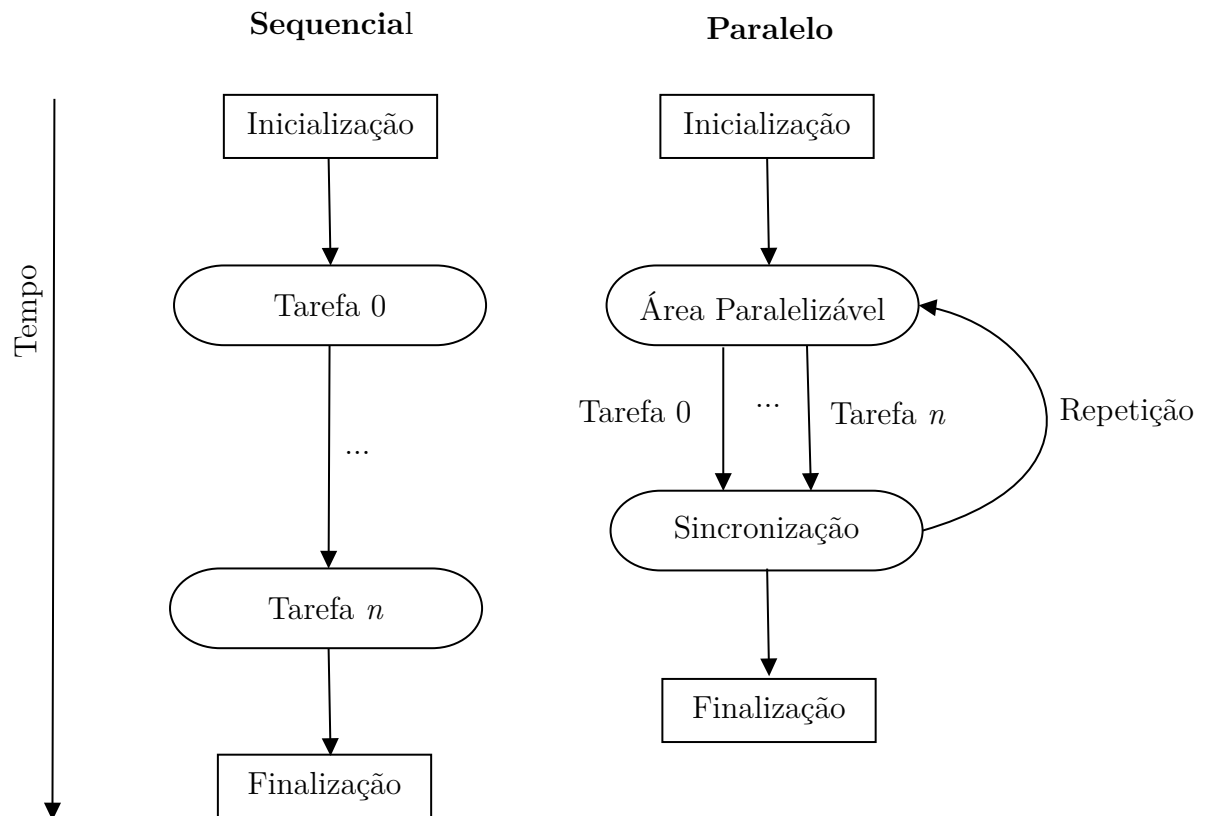 Sequencial
Paralelo
Tempo
Inicialização
Inicialização
Tarefa 0
Área Paralelizável
Tarefa 0
...
Tarefa n
Repetição
...
Sincronização
Tarefa n
Finalização
Finalização